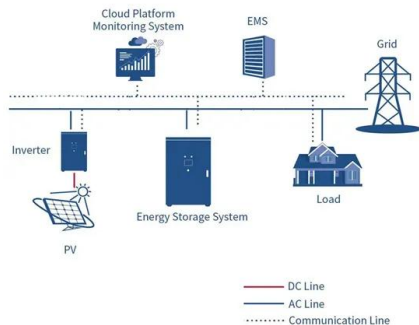 Cloud Platform
Monitoring System
EMS
Grid
Inverter
Energy Storage System
Load
PV
DC Line
AC Line
Communication Line